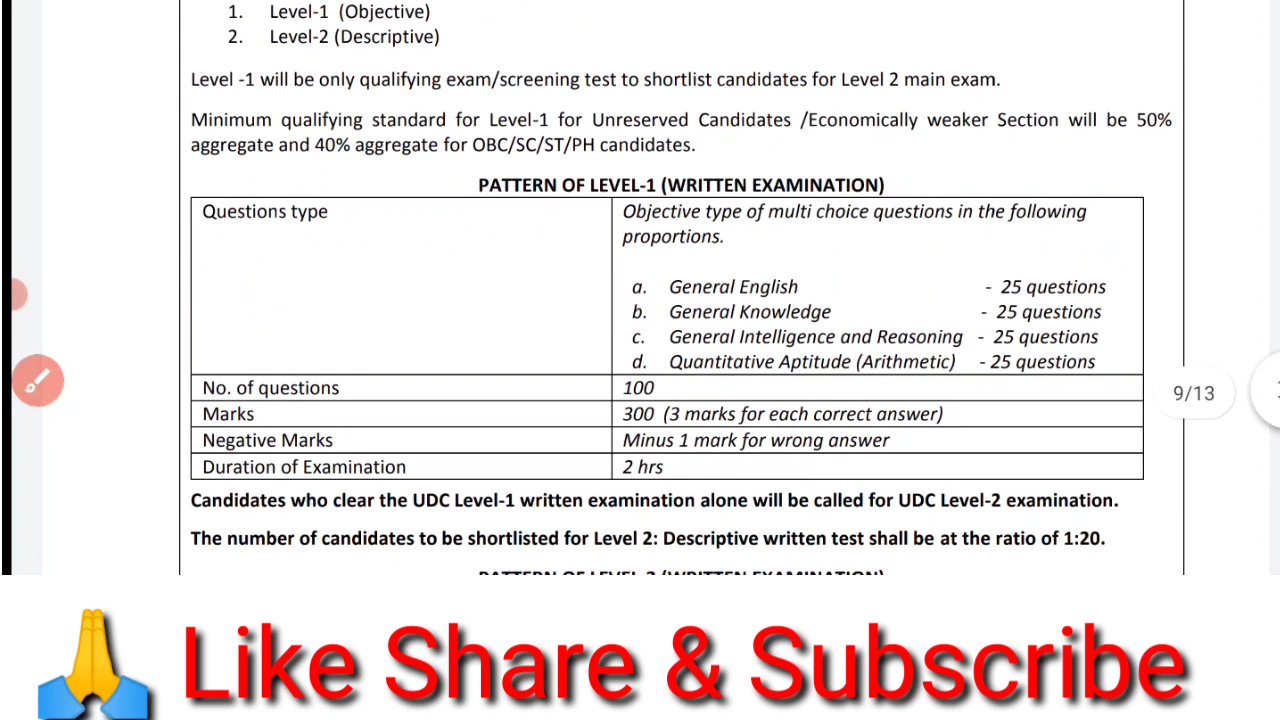 1. Level-1 (Objective)
2. Level-2 (Descriptive)
Level -1 will be only qualifying exam/screening test to shortlist candidates for Level 2 main exam.
Minimum qualifying standard for Level-1 for Unreserved Candidates /Economically weaker Section will be 50%
aggregate and 40% aggregate for OBC/SC/ST/PH candidates.
PATTERN OF LEVEL-1 (WRITTEN EXAMINATION)
Questions type
Objective type of multi choice questions in the following
proportions.
a. General English - 25 questions
b. General Knowledge - 25 questions
c. General Intelligence and Reasoning - 25 questions
d. Quantitative Aptitude (Arithmetic) - 25 questions
No. of questions 100
Marks 300 (3 marks for each correct answer)
Negative Marks Minus 1 mark for wrong answer
Duration of Examination 2 hrs
9/13
Candidates who clear the UDC Level-1 written examination alone will be called for UDC Level-2 examination.
The number of candidates to be shortlisted for Level 2: Descriptive written test shall be at the ratio of 1:20.
PATTERN OF LEVEL-2 (WRITTEN EXAMINATION)
Like Share & Subscribe